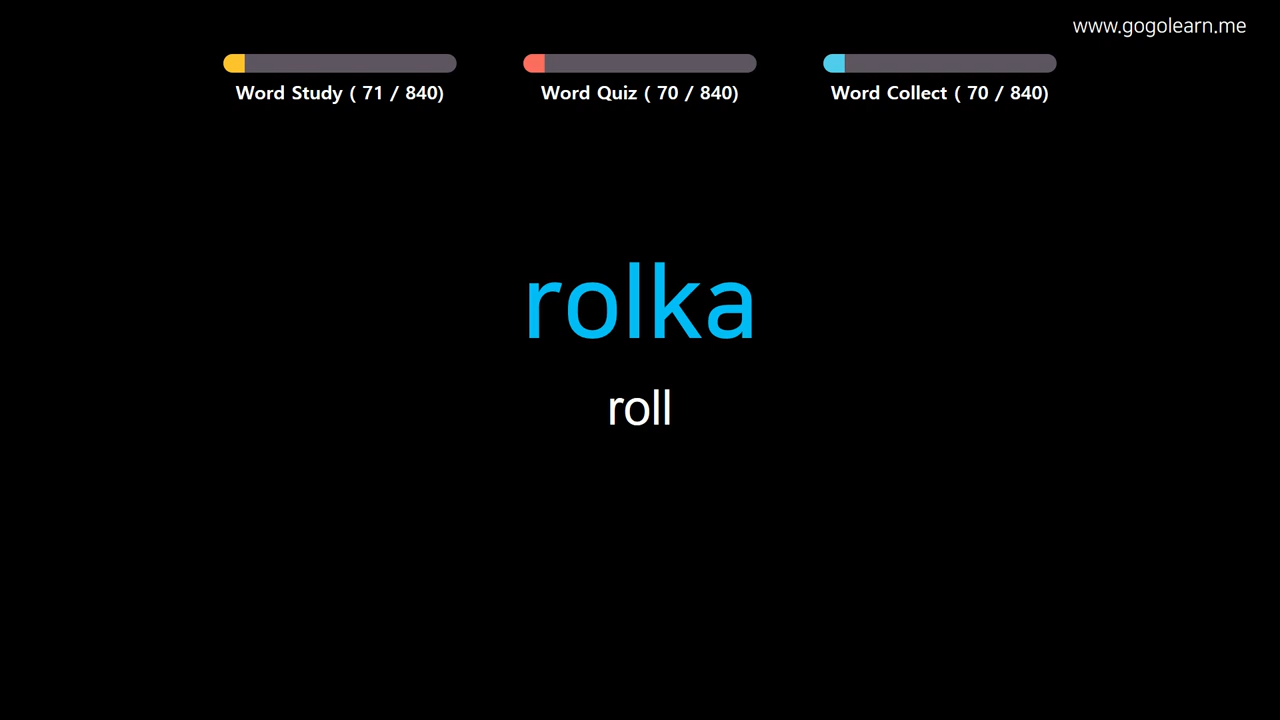 www.gogolearn.me
Word Study ( 71 / 840)
Word Quiz ( 70 / 840)
Word Collect ( 70 / 840)
rolka
roll